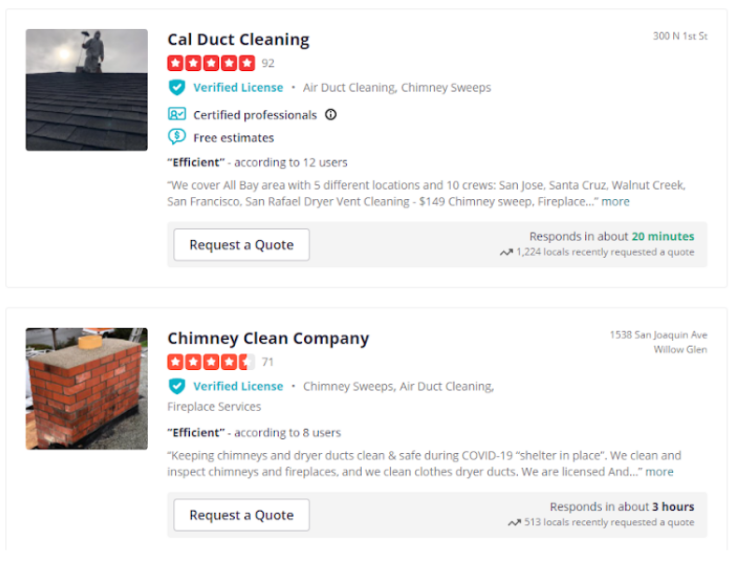 Cal Duct Cleaning
300 N 1st St
92
Verified License • Air Duct Cleaning, Chimney Sweeps
Certified professionals
Free estimates
"Efficient" - according to 12 users
"We cover All Bay area with 5 different locations and 10 crews: San Jose, Santa Cruz, Walnut Creek,
San Francisco, San Rafael Dryer Vent Cleaning - $149 Chimney sweep, Fireplace..." more
Request a Quote
Responds in about 20 minutes
1,224 locals recently requested a quote
Chimney Clean Company
1538 San Joaquin Ave
Willow Glen
71
Verified License • Chimney Sweeps, Air Duct Cleaning,
Fireplace Services
"Efficient" - according to 8 users
"Keeping chimneys and dryer ducts clean & safe during COVID-19 "shelter in place". We clean and
inspect chimneys and fireplaces, and we clean clothes dryer ducts. We are licensed And..." more
Request a Quote
Responds in about 3 hours
513 locals recently requested a quote